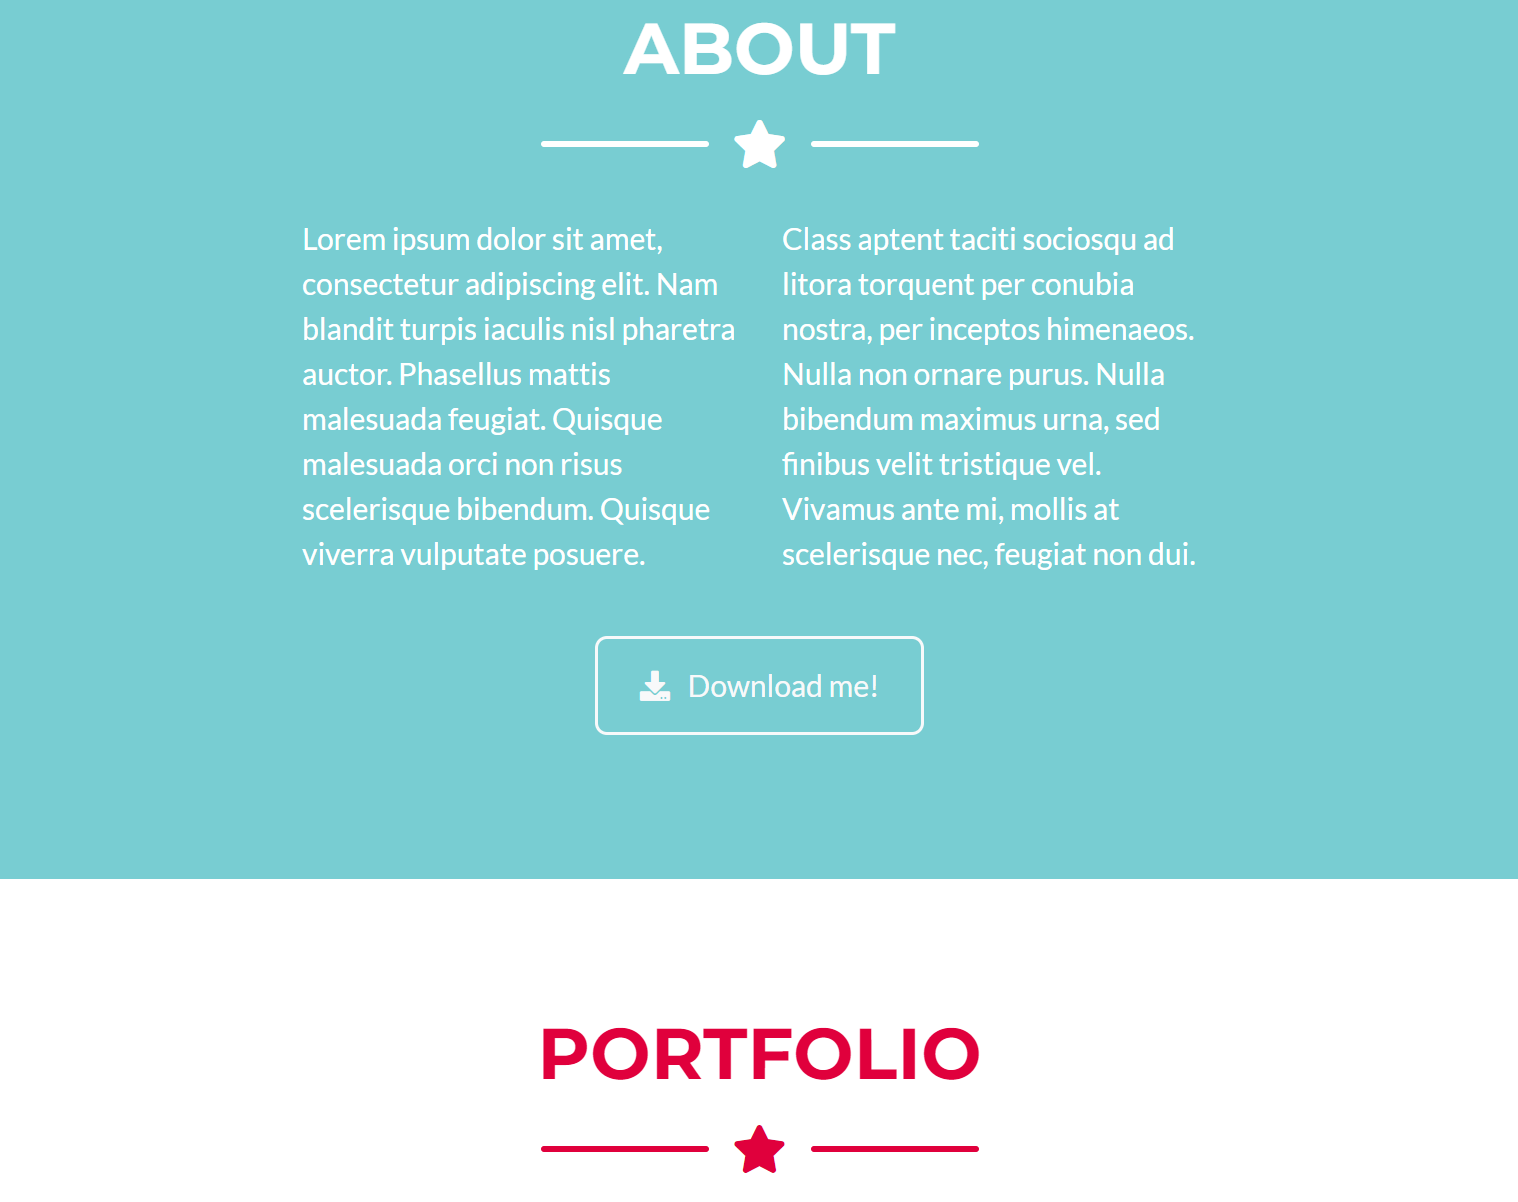 ABOUT
Lorem ipsum dolor sit amet,
consectetur adipiscing elit. Nam
blandit turpis iaculis nisl pharetra
auctor. Phasellus mattis
malesuada feugiat. Quisque
malesuada orci non risus
scelerisque bibendum. Quisque
viverra vulputate posuere.
Class aptent taciti sociosqu ad
litora torquent per conubia
nostra, per inceptos himenaeos.
Nulla non ornare purus. Nulla
bibendum maximus urna, sed
finibus velit tristique vel.
Vivamus ante mi, mollis at
scelerisque nec, feugiat non dui.
Download me!
PORTFOLIO